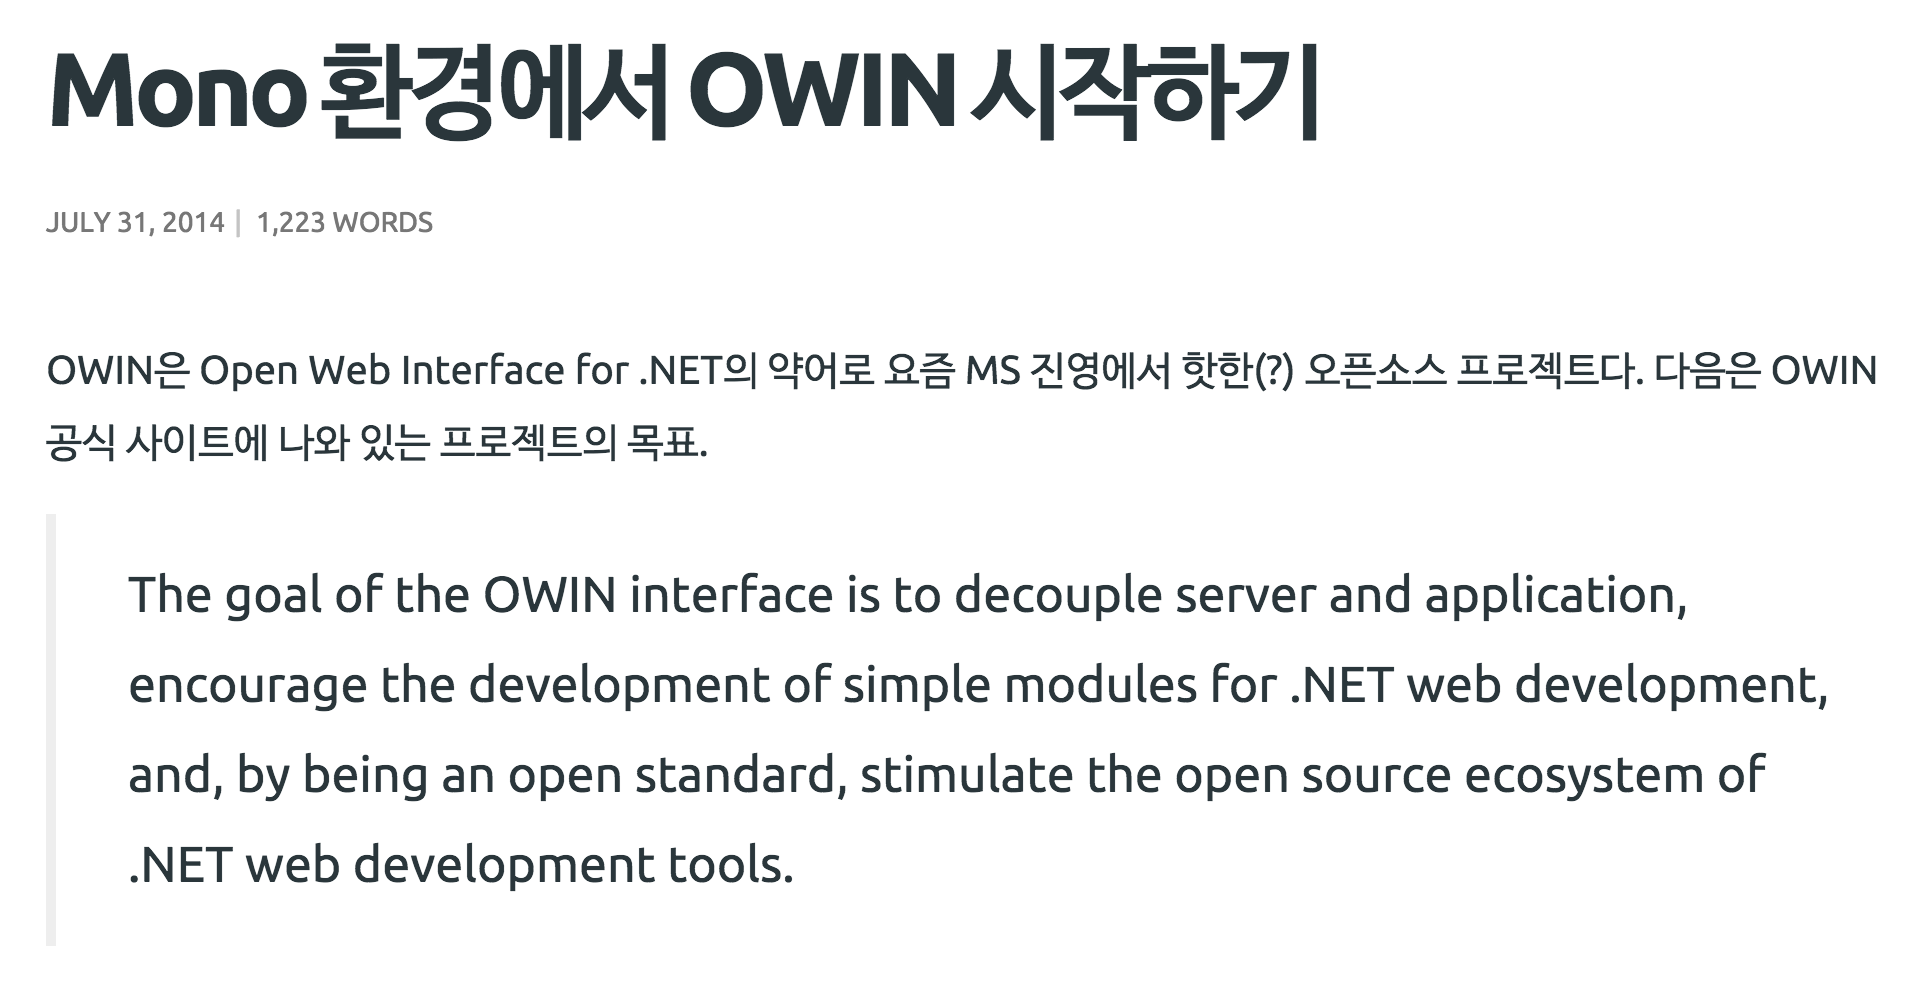 Mono 환경에서 OWIN 시작하기
JULY 31, 2014 | 1,223 WORDS
OWIN은 Open Web Interface for .NET의 약어로 요즘 MS 진영에서 핫한(?) 오픈소스 프로젝트다. 다음은 OWIN
공식 사이트에 나와 있는 프로젝트의 목표.
The goal of the OWIN interface is to decouple server and application,
encourage the development of simple modules for .NET web development,
and, by being an open standard, stimulate the open source ecosystem of
.NET web development tools.